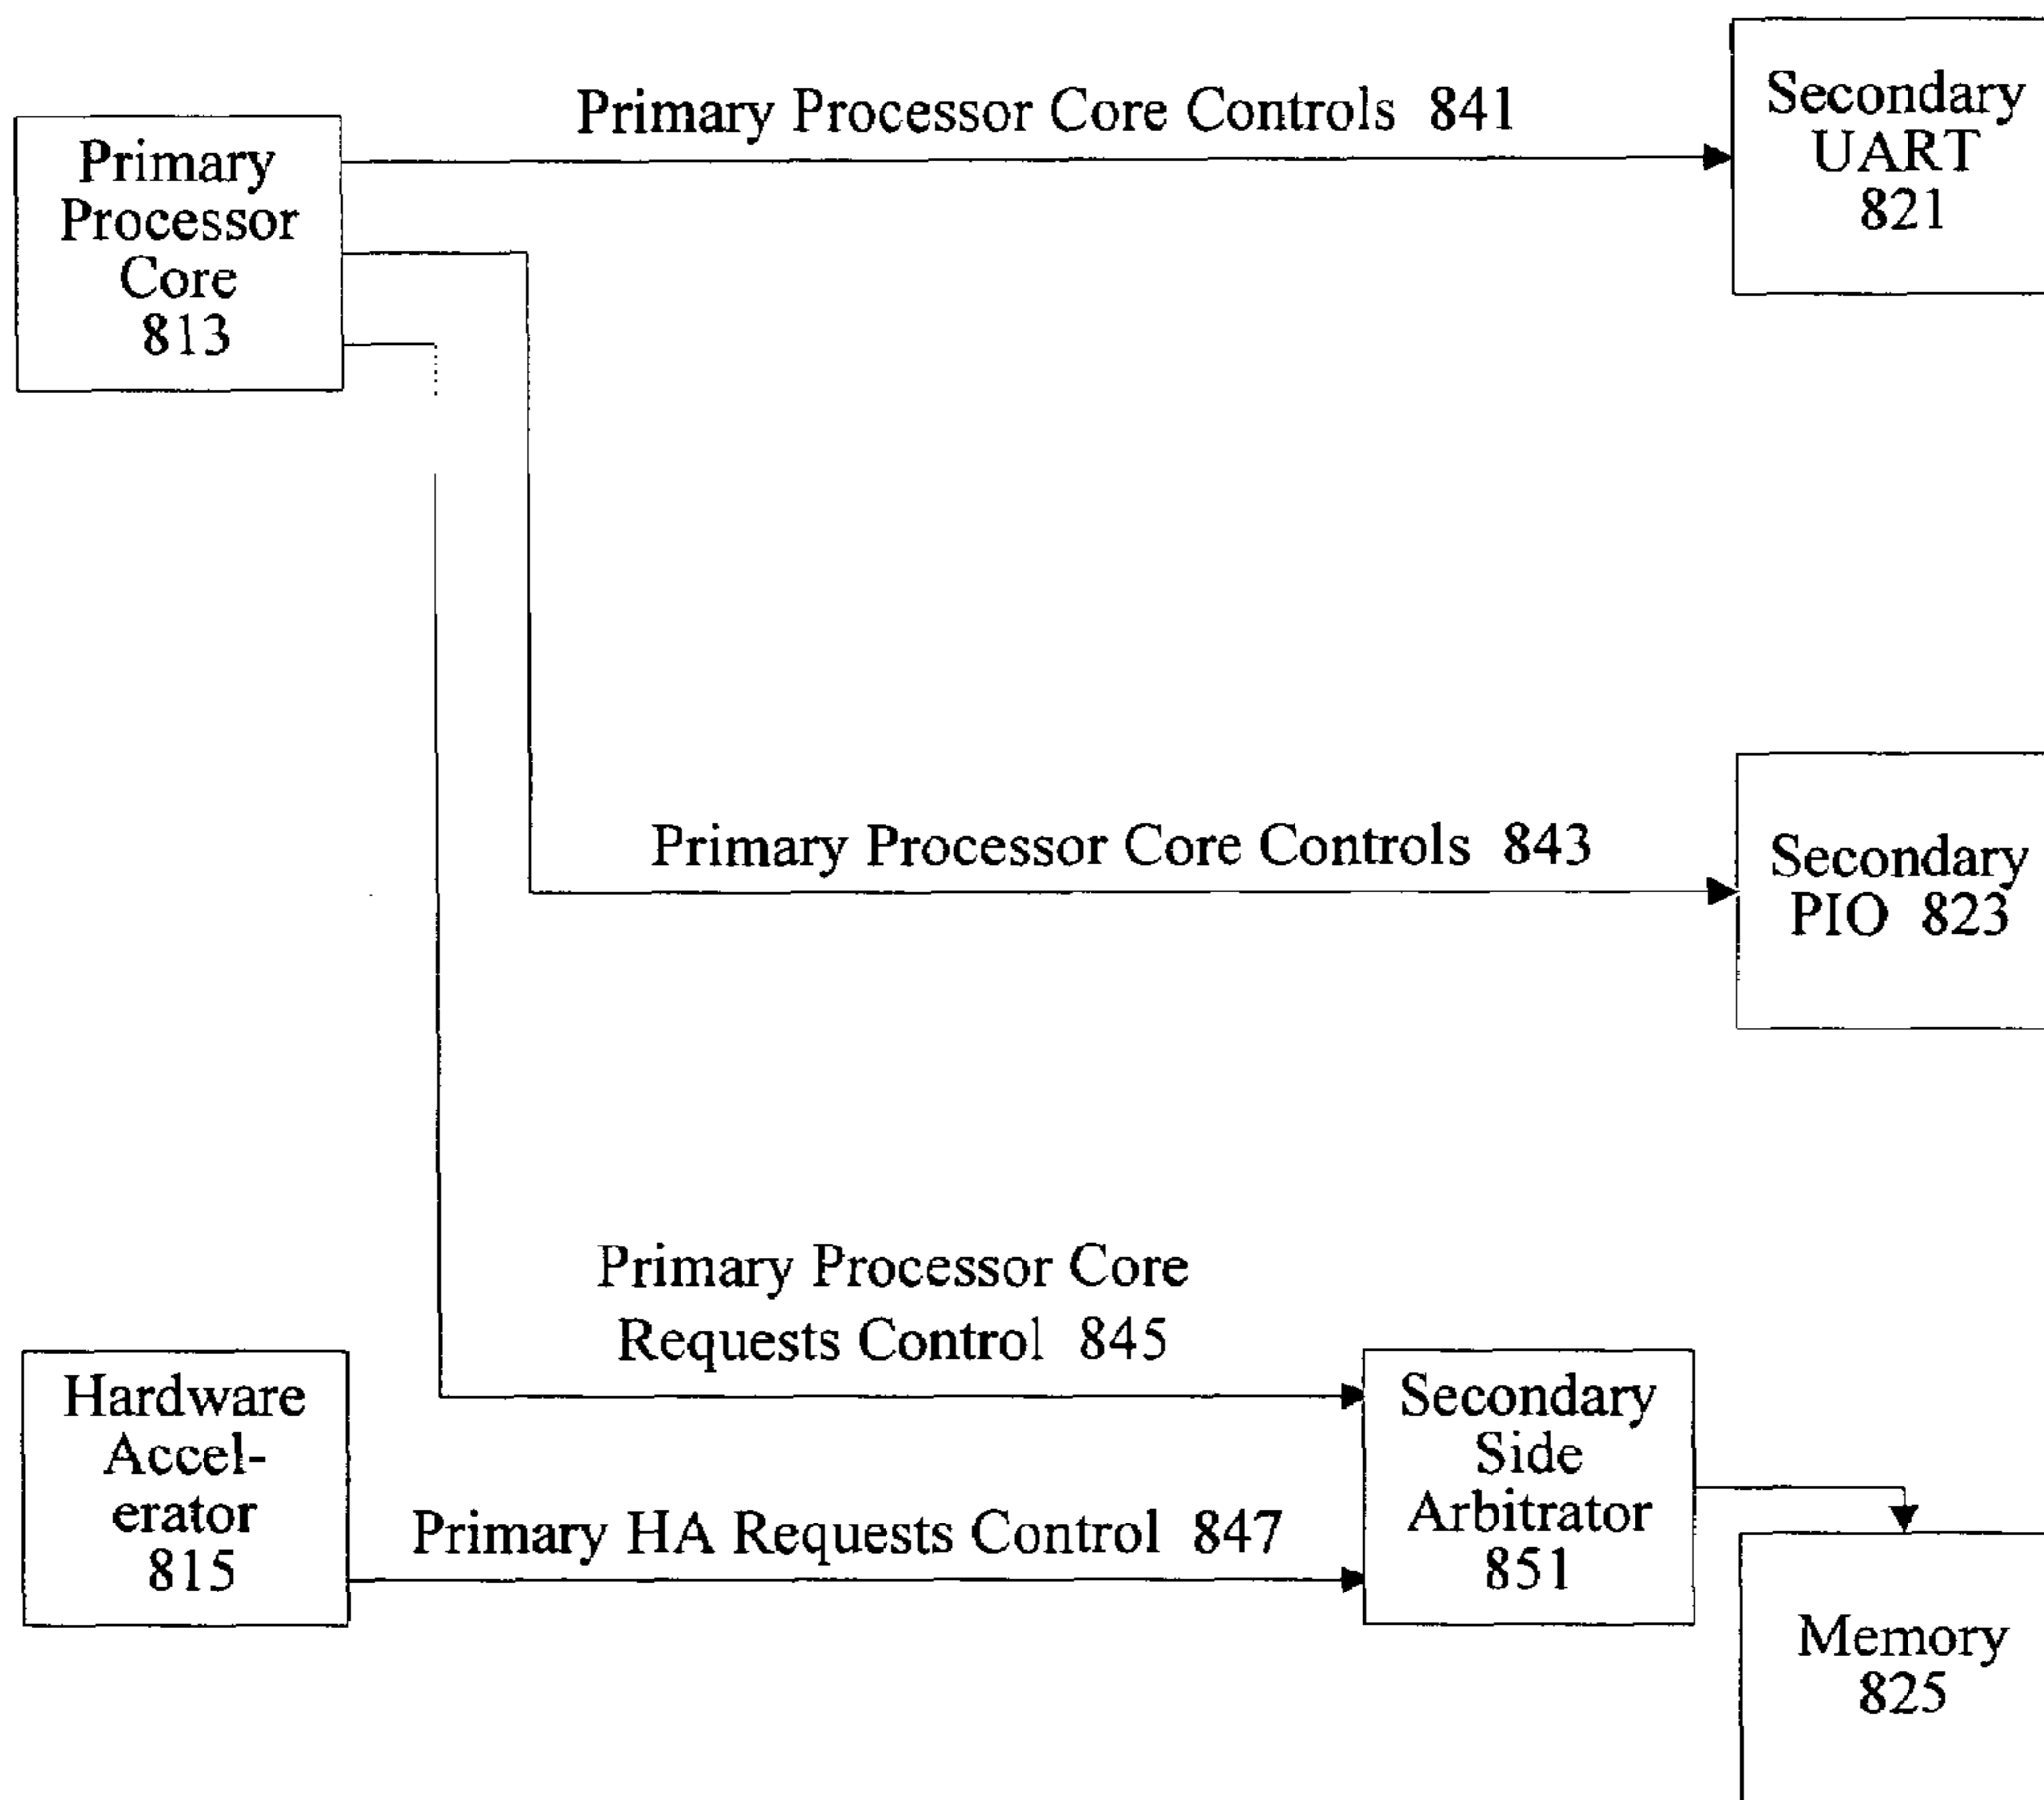 Primary Processor Core Controls 841
Secondary
UART
821
Primary
Processor
Core
813
Primary Processor Core Controls 843
Secondary
PIO 823
Primary Processor Core
Requests Control 845
Hardware
Accel-
erator
815
Primary HA Requests Control 847
Secondary
Side
Arbitrator
851
Memory
825